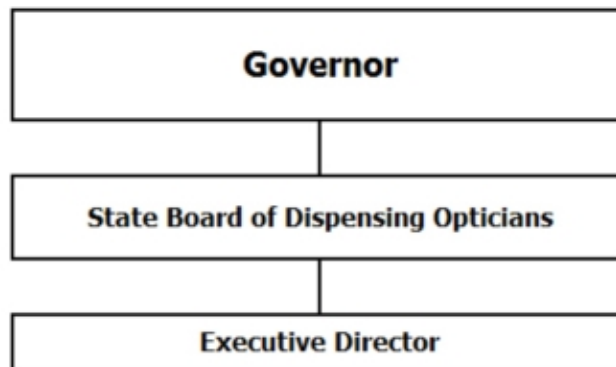 Governor
State Board of Dispensing Opticians
Executive Director